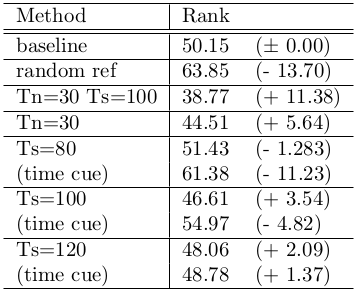 Method Rank
baseline 50.15 (± 0.00)
random ref 63.85 (- 13.70)
Tn=30 Ts=100 38.77 (+ 11.38)
Tn=30 44.51 (+ 5.64)
Ts=80 51.43 (- 1.283)
(time cue) 61.38 (- 11.23)
Ts=100 46.61 (+ 3.54)
(time cue) 54.97 (- 4.82)
Ts=120 48.06 (+ 2.09)
(time cue) 48.78 (+ 1.37)